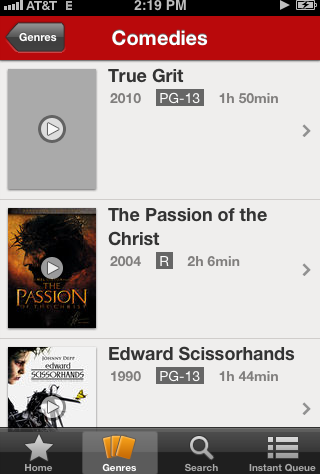 AT&T E 2:19 PM
Genres
Comedies
True Grit
2010 PG-13 1h 50min
The Passion of the
Christ
2004 R 2h 6min
THE
PASSION
OF THE CHRIST
Edward Scissorhands
1990 PG-13 1h 44min
JOHNNY DEPP
edward
SCISSORHANDS
Home Genres Search Instant Queue